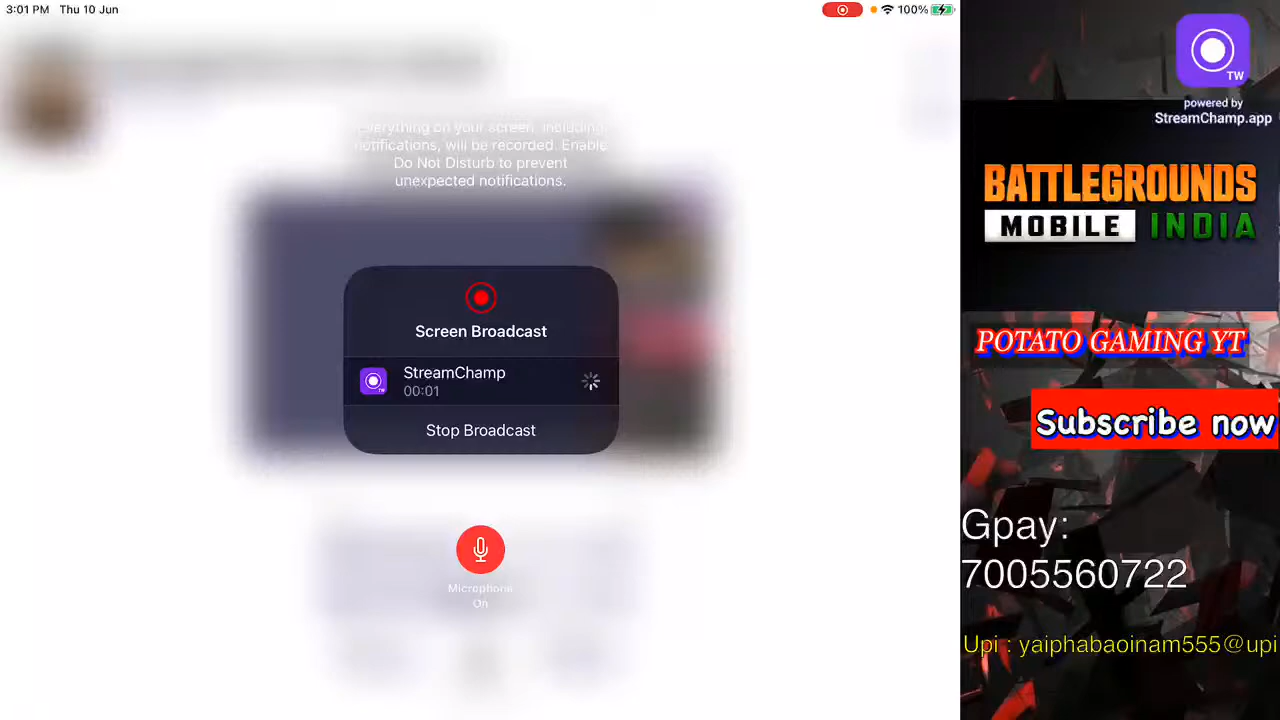 3:01 PM Thu 10 Jun
100%
Everything on your screen, including
notifications, will be recorded. Enable
Do Not Disturb to prevent
unexpected notifications.
Screen Broadcast
StreamChamp
00:01
Stop Broadcast
Microphone
On
TW
powered by
StreamChamp.app
BATTLEGROUNDS
MOBILE INDIA
POTATO GAMING YT
Subscribe now
Gpay:
7005560722
Upi : yaiphabaoinam555@upi